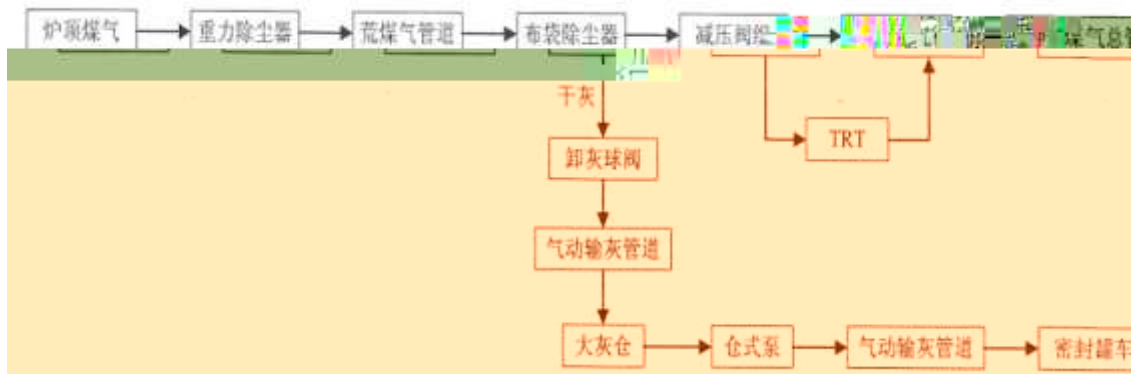 炉顶煤气 重力除尘器 荒煤气管道 布袋除尘器 减压阀组 煤气总管
干灰
TRT
卸灰球阀
气动输灰管道
大灰仓 仓式泵 气动输灰管道 密封罐车